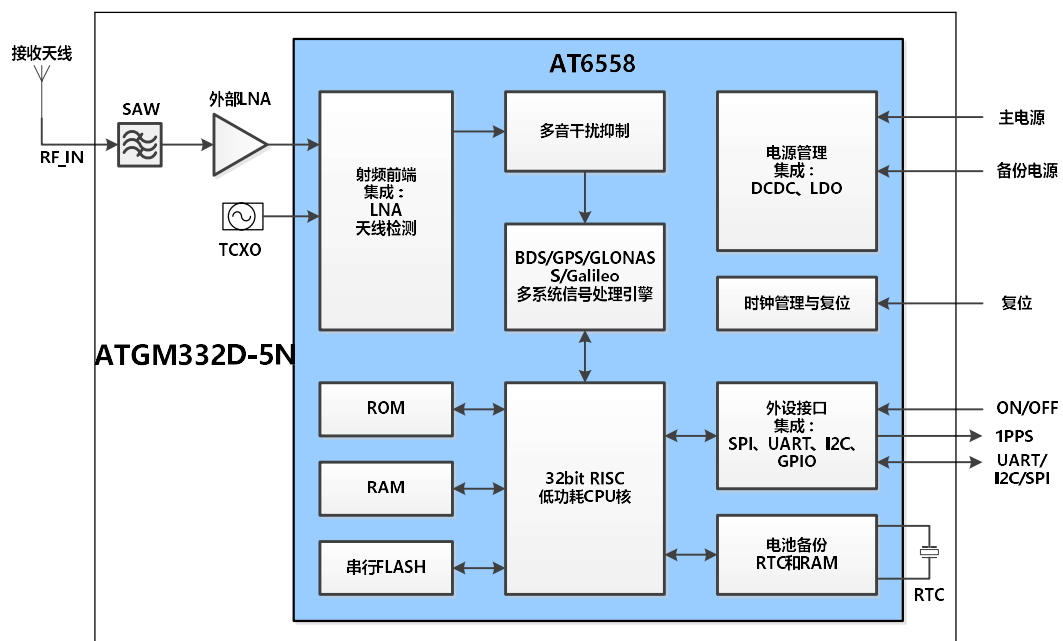 AT6558
接收天线
SAW
外部LNA
RF_IN
TCXO
射频前端
集成：
LNA
天线检测
多音干扰抑制
BDS/GPS/GLONAS
S/Galileo
多系统信号处理引擎
电源管理
集成：
DCDC、LDO
主电源
备份电源
时钟管理与复位
复位
ATGM332D-5N
ROM
RAM
串行FLASH
32bit RISC
低功耗CPU核
外设接口
集成：
SPI、UART、I2C、
GPIO
ON/OFF
1PPS
UART/
I2C/SPI
电池备份
RTC和RAM
RTC